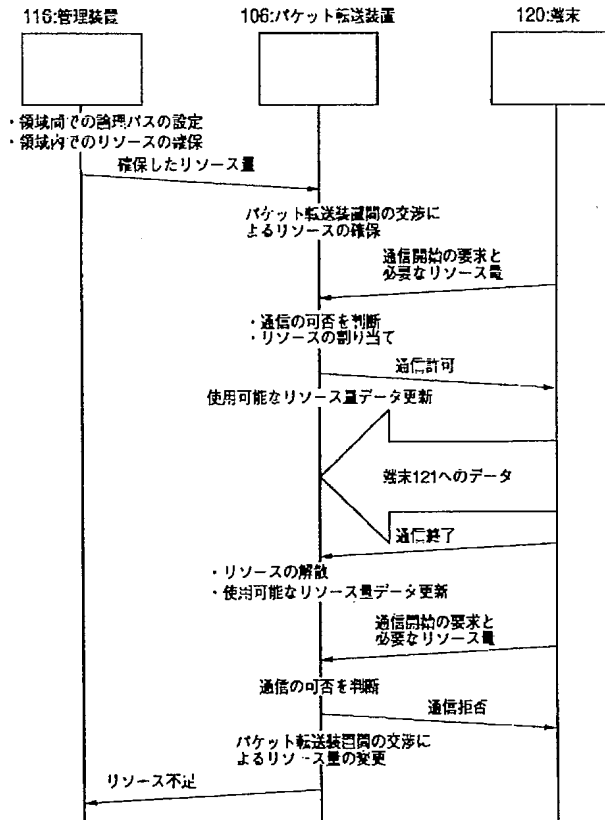 116:管理装置
106:パケット転送装置
120:端末
・領域間での論理パスの設定
・領域内でのリソースの確保
確保したリソース量
パケット転送装置間の交渉に
よるリソースの確保
通信開始の要求と
必要なリソース量
・通信の可否を判断
・リソースの割り当て
通信許可
使用可能なリソース量データ更新
端末121へのデータ
通信終了
・リソースの解散
・使用可能なリソース量データ更新
通信開始の要求と
必要なリソース量
通信の可否を判断
通信拒否
パケット転送装置間の交渉に
よるリソース量の変更
リソース不足